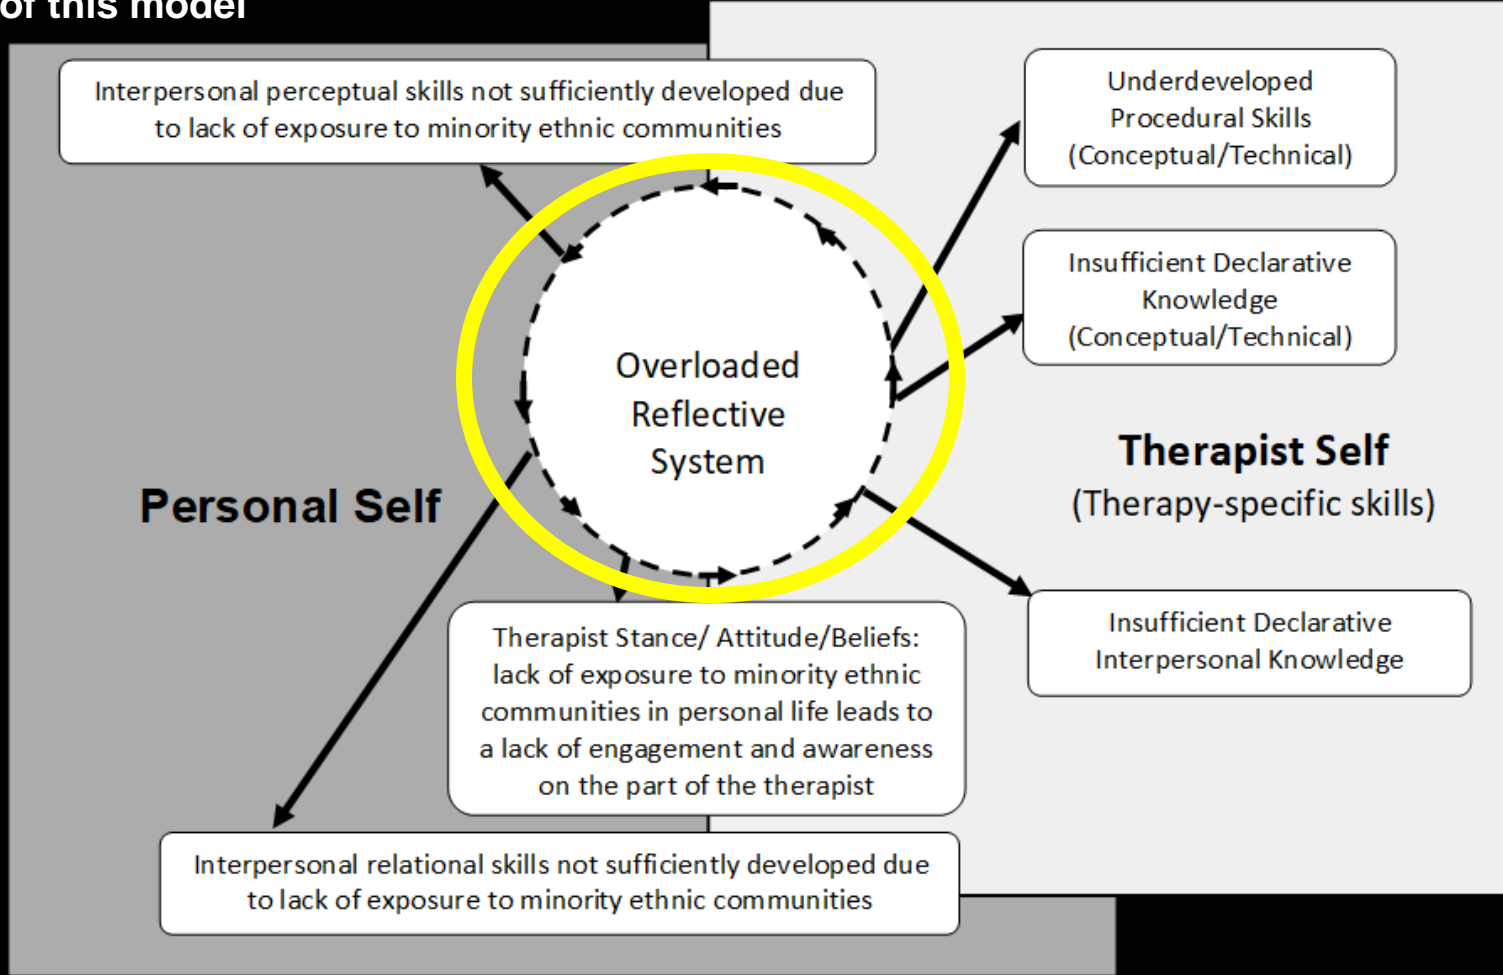 of this model
Interpersonal perceptual skills not sufficiently developed due
to lack of exposure to minority ethnic communities
Underdeveloped
Procedural Skills
(Conceptual/Technical)
Insufficient Declarative
Knowledge
(Conceptual/Technical)
Overloaded
Reflective
System
Personal Self
Therapist Self
(Therapy-specific skills)
Therapist Stance/ Attitude/Beliefs:
lack of exposure to minority ethnic
communities in personal life leads to
a lack of engagement and awareness
on the part of the therapist
Insufficient Declarative
Interpersonal Knowledge
Interpersonal relational skills not sufficiently developed due
to lack of exposure to minority ethnic communities